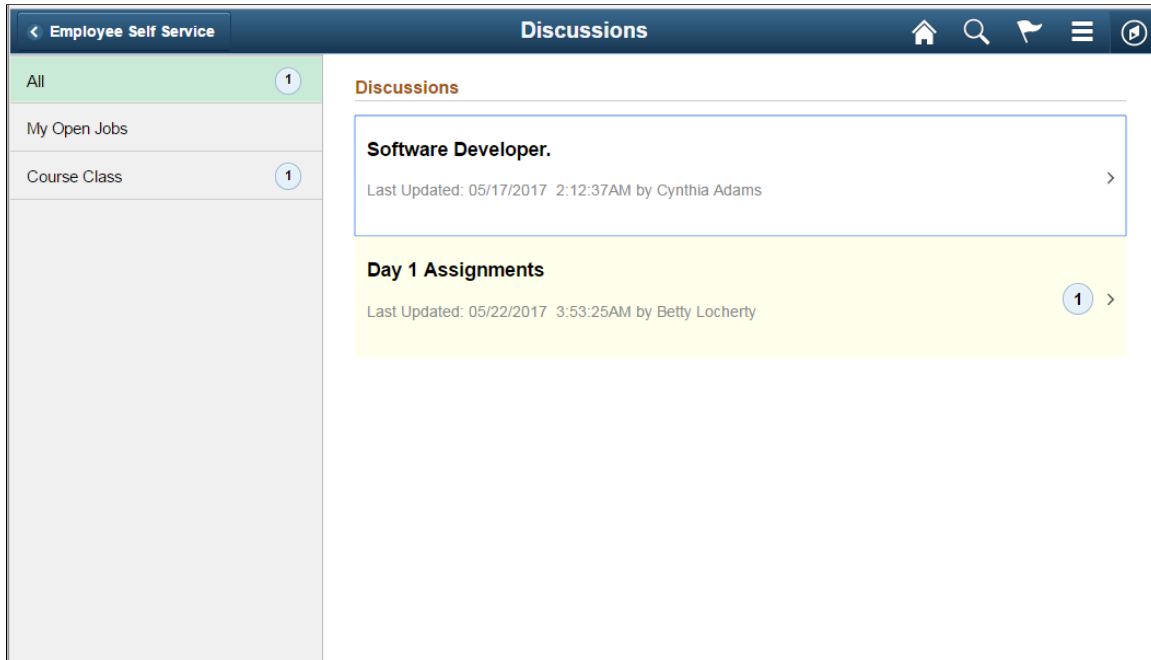 Employee Self Service
Discussions
All 1
My Open Jobs
Course Class 1
Discussions
Software Developer.
Last Updated: 05/17/2017 2:12:37AM by Cynthia Adams
Day 1 Assignments
1
Last Updated: 05/22/2017 3:53:25AM by Betty Locherty